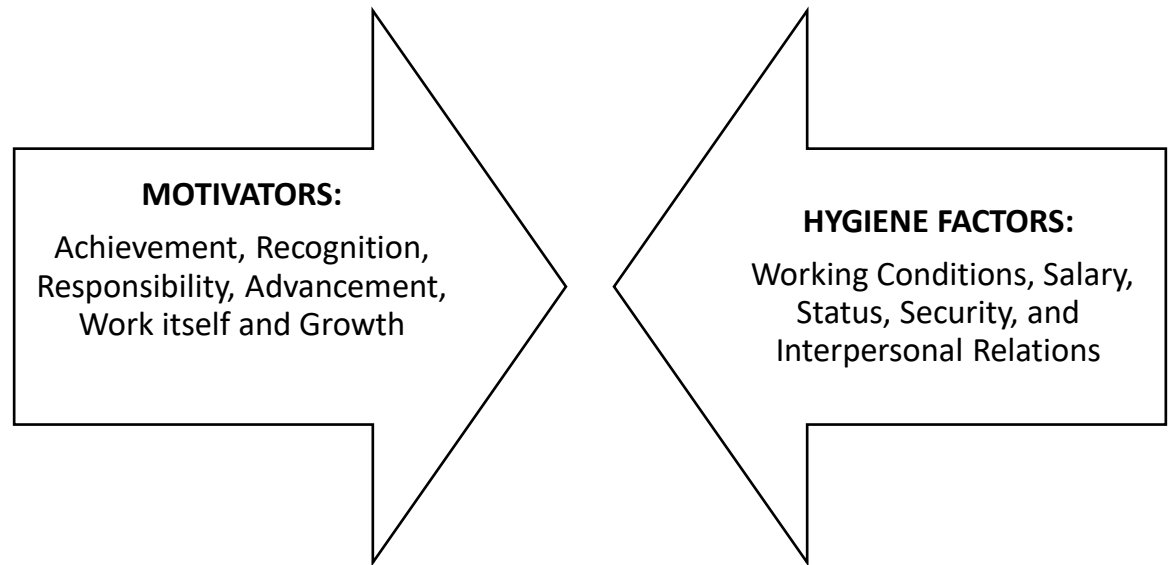 MOTIVATORS:
Achievement, Recognition,
Responsibility, Advancement,
Work itself and Growth
HYGIENE FACTORS:
Working Conditions, Salary,
Status, Security, and
Interpersonal Relations